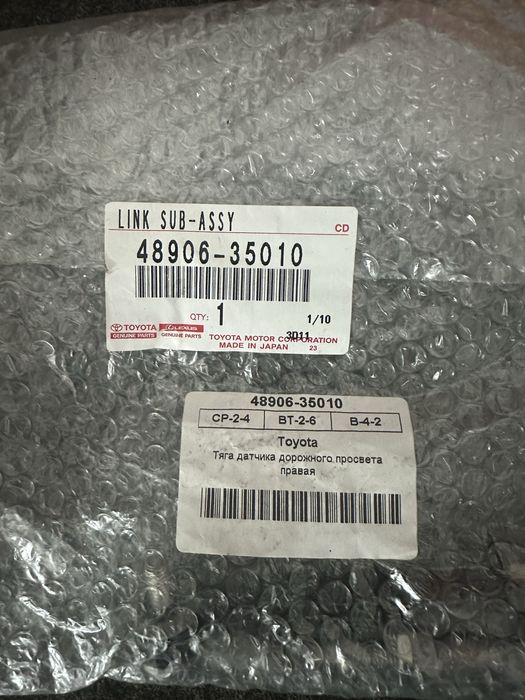 LINK SUB-ASSY
CD
48906-35010
QTY: 1
1/10
TOYOTA LEXUS
GENUINE PARTS GENUINE PARTS
3D11
TOYOTA MOTOR CORPORATION
MADE IN JAPAN 23
48906-35010
CP-2-4 BT-2-6 B-4-2
Toyota
Тяга датчика дорожного просвета
правая